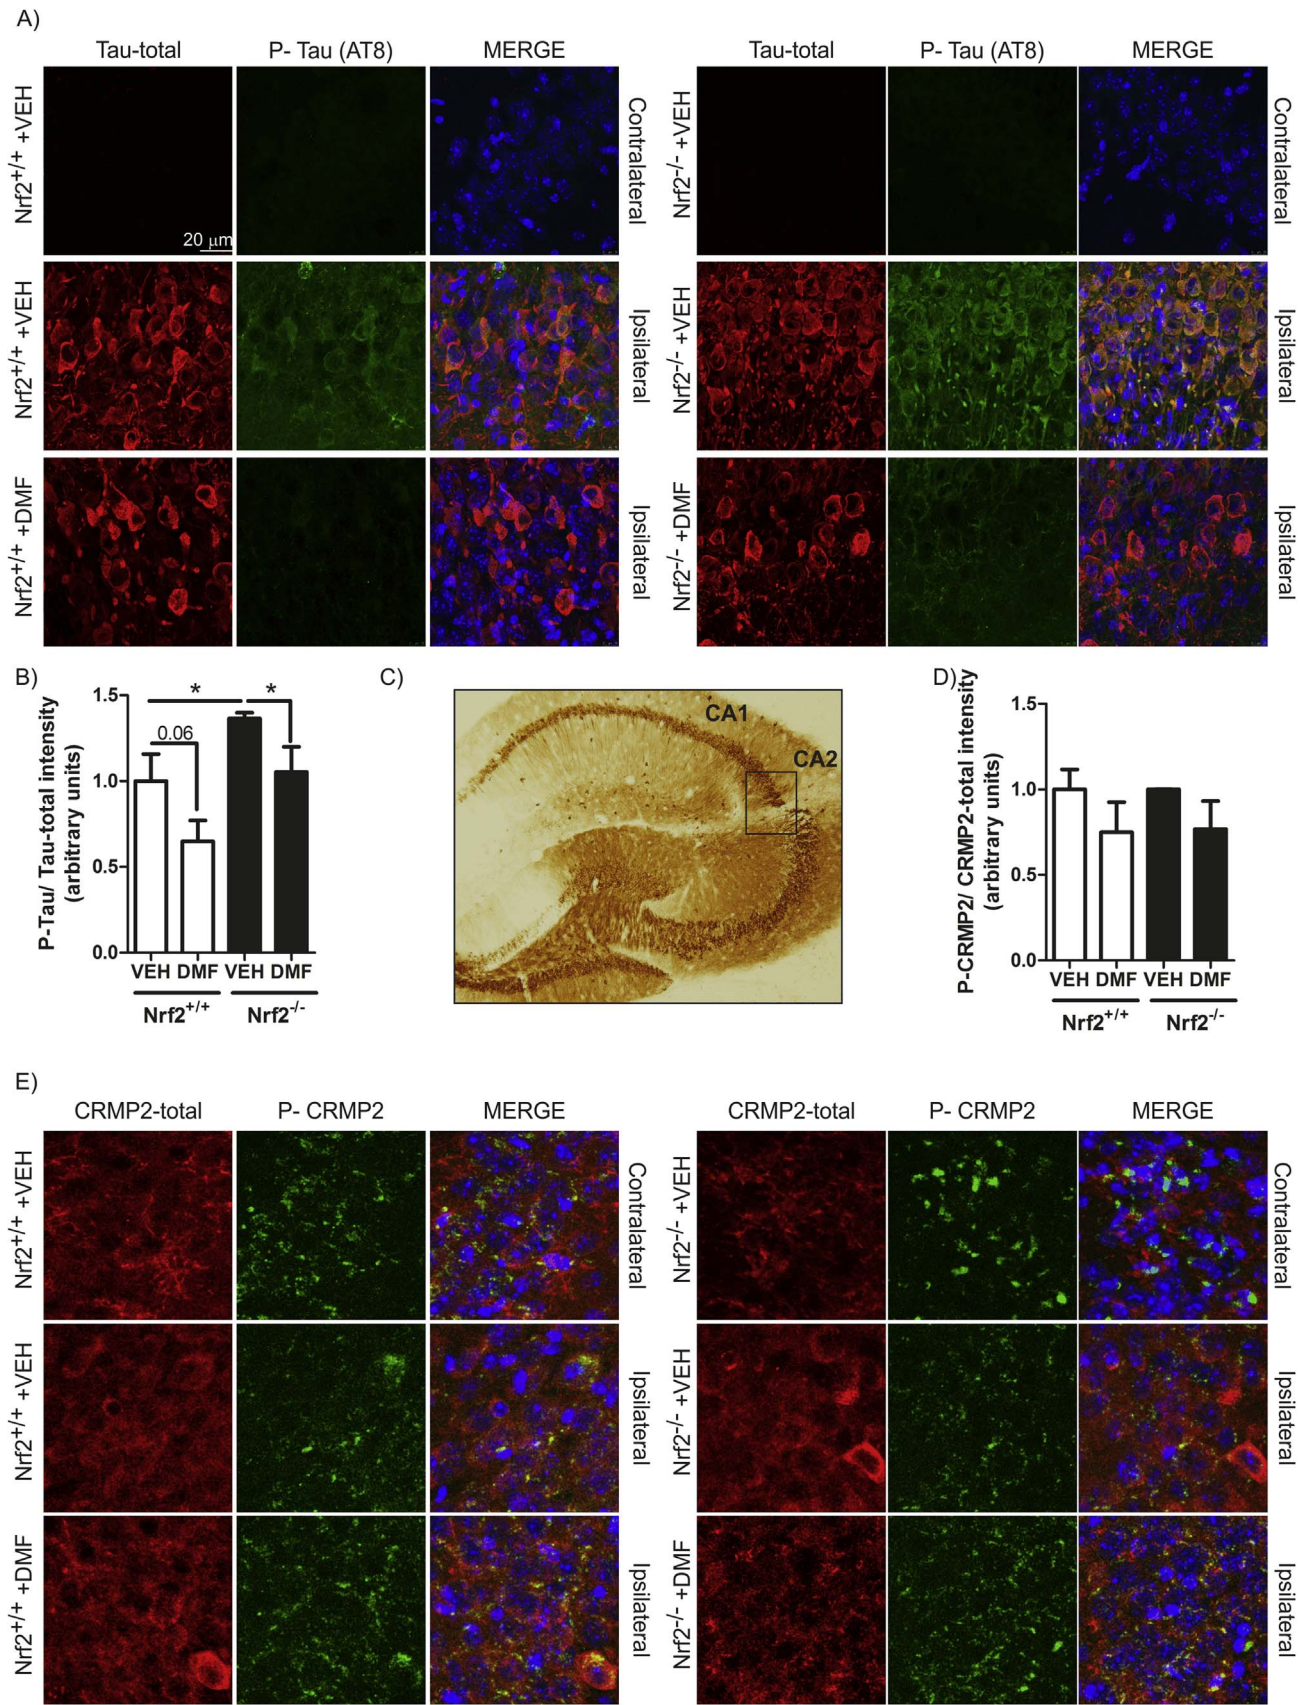 A)
Tau-total P- Tau (AT8) MERGE Tau-total P- Tau (AT8) MERGE
Nrf2+/+ +VEH
20 µm
Contralateral
Nrf2-/- +VEH
Contralateral
Nrf2+/+ +VEH
Ipsilateral
Nrf2-/- +VEH
Ipsilateral
Nrf2+/+ +DMF
Ipsilateral
Nrf2-/- +DMF
Ipsilateral
B)
P-Tau/ Tau-total intensity
(arbitrary units)
1.5
1.0
0.5
0.0
* *
0.06
VEH DMF VEH DMF
Nrf2+/+ Nrf2-/-
C)
CA1
CA2
D)
P-CRMP2/ CRMP2-total intensity
(arbitrary units)
1.5
1.0
0.5
0.0
VEH DMF VEH DMF
Nrf2+/+ Nrf2-/-
E)
CRMP2-total P- CRMP2 MERGE CRMP2-total P- CRMP2 MERGE
Nrf2+/+ +VEH
Contralateral
Nrf2-/- +VEH
Contralateral
Nrf2+/+ +VEH
Ipsilateral
Nrf2-/- +VEH
Ipsilateral
Nrf2+/+ +DMF
Ipsilateral
Nrf2-/- +DMF
Ipsilateral